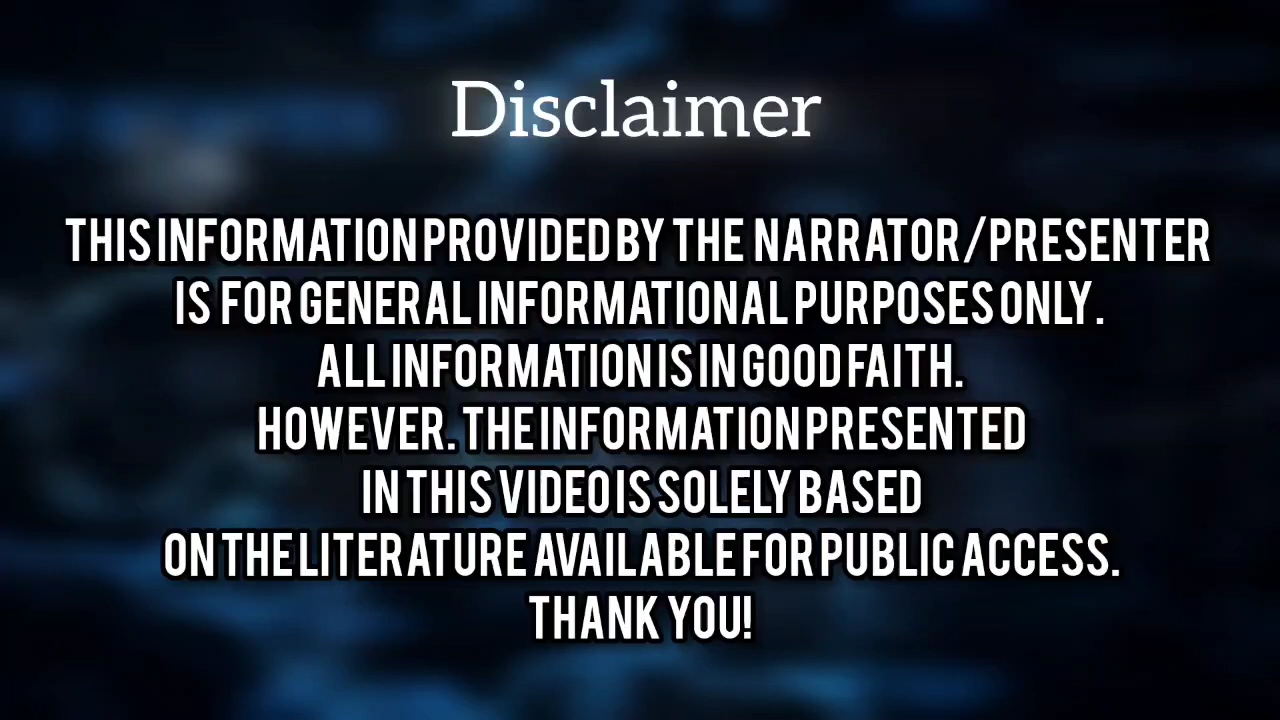 Disclaimer
THIS INFORMATION PROVIDED BY THE NARRATOR/PRESENTER
IS FOR GENERAL INFORMATIONAL PURPOSES ONLY.
ALL INFORMATION IS IN GOOD FAITH.
HOWEVER. THE INFORMATION PRESENTED
IN THIS VIDEO IS SOLELY BASED
ON THE LITERATURE AVAILABLE FOR PUBLIC ACCESS.
THANK YOU!